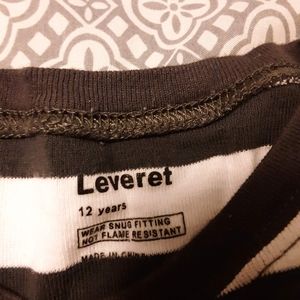 Leveret
12 years
WEAR SNUG FITTING
NOT FLAME RESISTANT
MADE IN CHINA